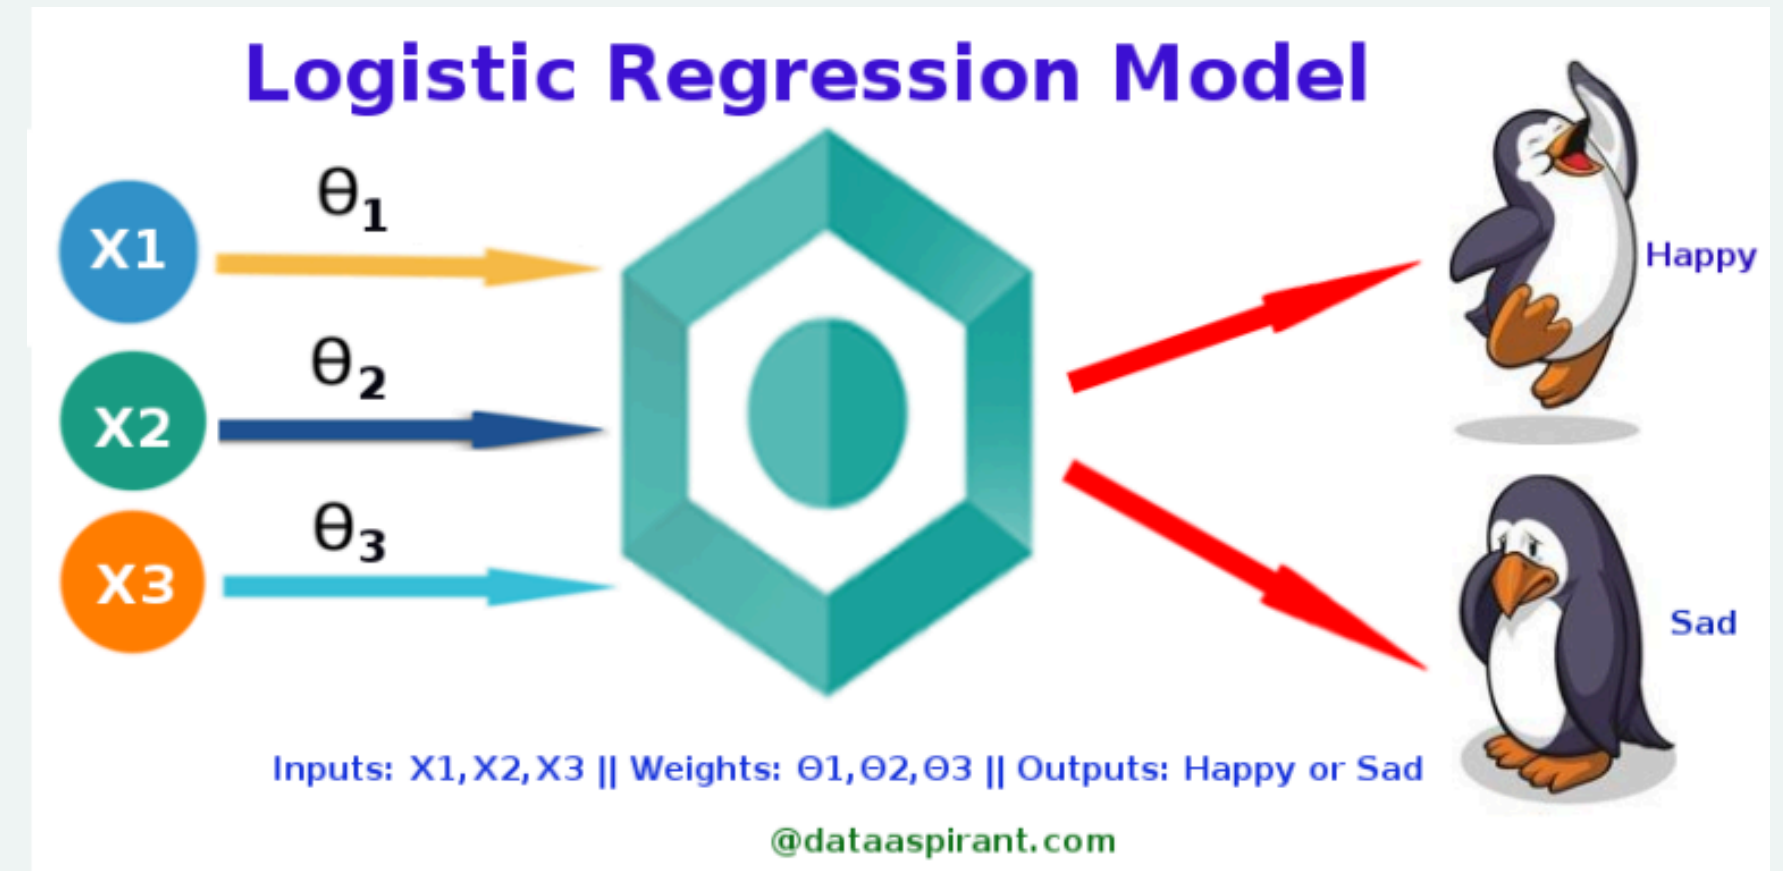 Logistic Regression Model
X1
θ1
X2
θ2
X3
θ3
Happy
Sad
Inputs: X1,X2,X3 || Weights: Θ1,Θ2,Θ3 || Outputs: Happy or Sad
@dataaspirant.com